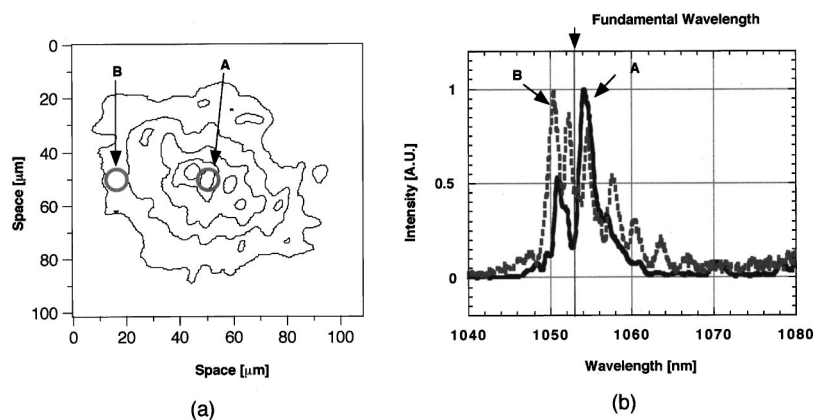 Fundamental Wavelength
B
A
0
20
40
60
80
100
Space [μm]
0
20
40
60
80
100
Space [μm]
(a)
B
A
1
0.5
0
Intensity [A.U.]
1040
1050
1060
1070
1080
Wavelength [nm]
(b)